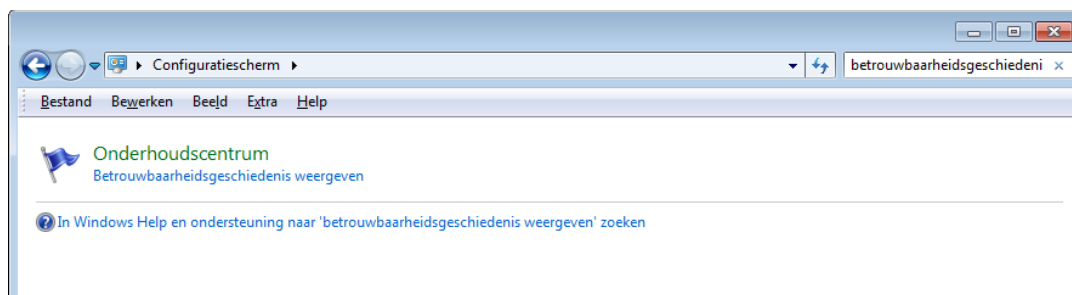 Configuratiescherm
betrouwbaarheidsgeschiedeni
Bestand Bewerken Beeld Extra Help
Onderhoudscentrum
Betrouwbaarheidsgeschiedenis weergeven
In Windows Help en ondersteuning naar 'betrouwbaarheidsgeschiedenis weergeven' zoeken